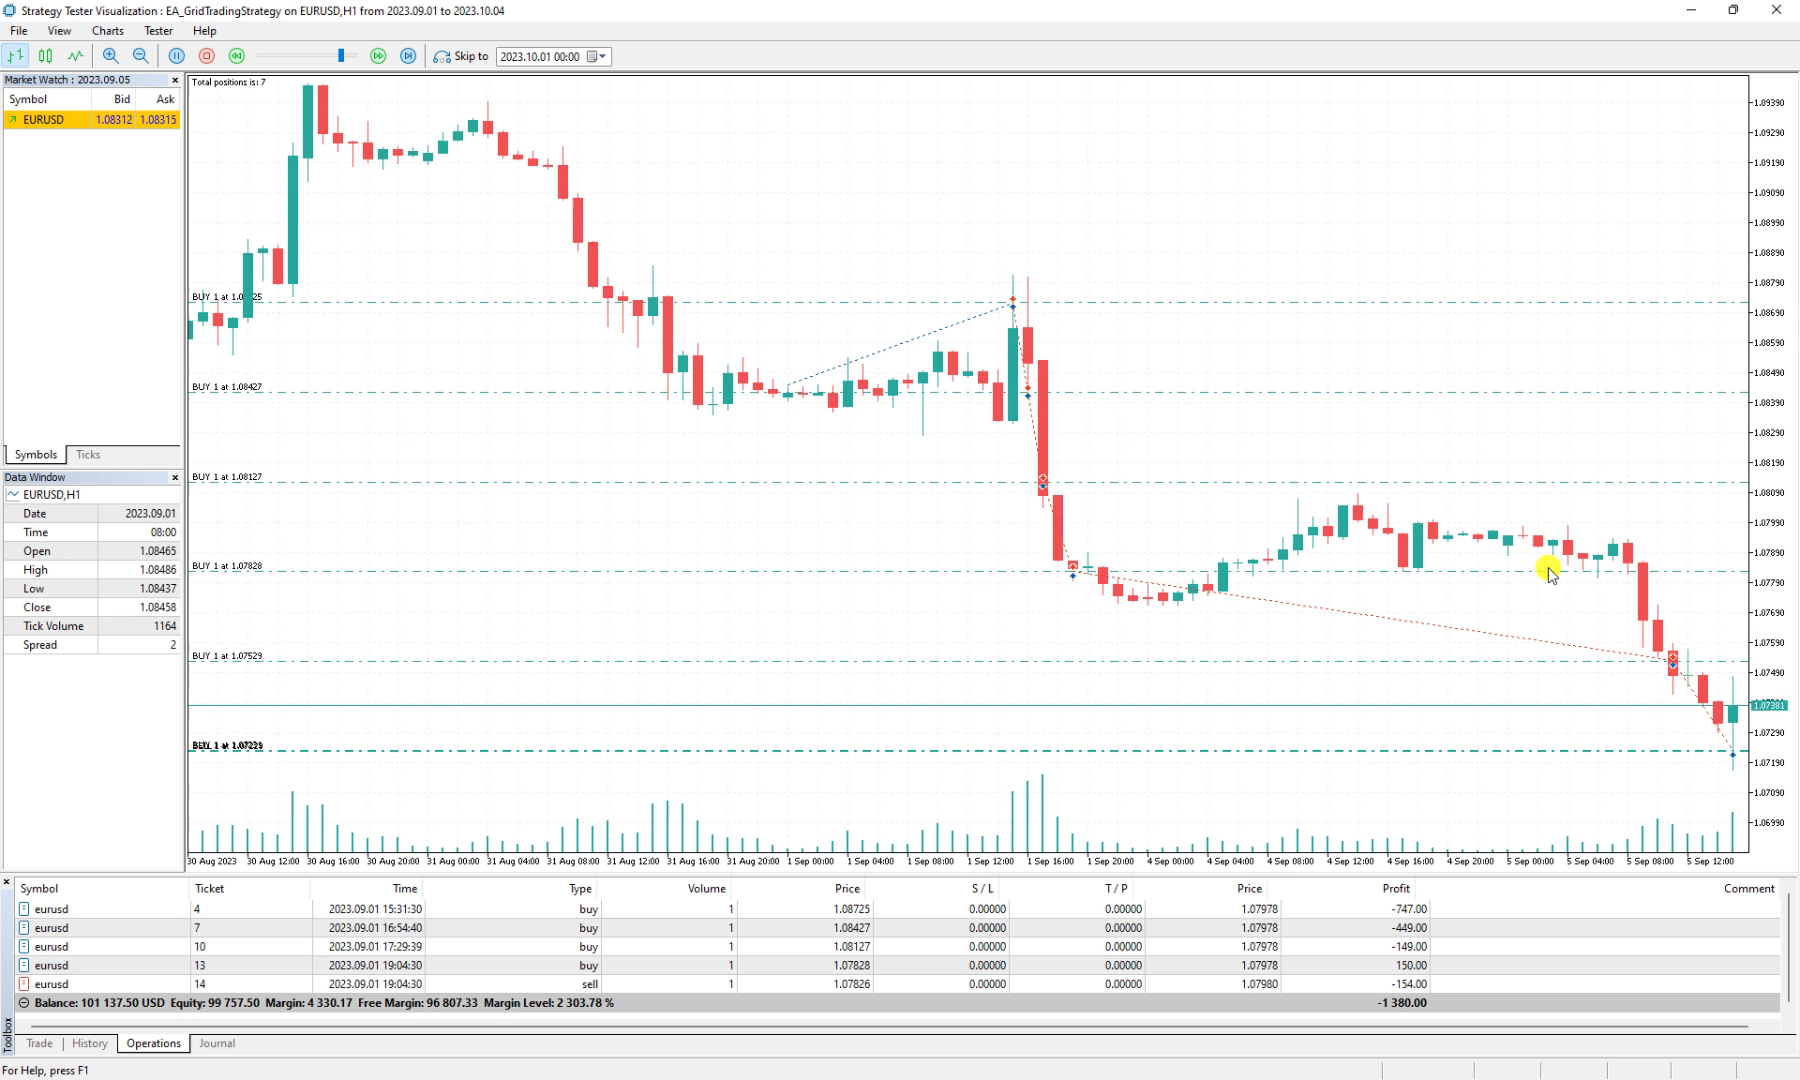 Strategy Tester Visualization : EA_GridTradingStrategy on EURUSD,H1 from 2023.09.01 to 2023.10.04
File View Charts Tester Help
Skip to 2023.10.01 00:00
Market Watch : 2023.09.05
Symbol Bid Ask
EURUSD 1.08312 1.08315
Symbols Ticks
Data Window
EURUSD,H1
Date 2023.09.01
Time 08:00
Open 1.08465
High 1.08486
Low 1.08437
Close 1.08458
Tick Volume 1164
Spread 2
Total positions is: 7
BUY 1 at
BUY 1 at 1.08427
BUY 1 at 1.08127
BUY 1 at 1.07828
BUY 1 at 1.07529
1.09390
1.09290
1.09190
1.09090
1.08990
1.08890
1.08790
1.08690
1.08590
1.08490
1.08390
1.08290
1.08190
1.08090
1.07990
1.07890
1.07790
1.07690
1.07590
1.07490
1.07381
1.07290
1.07190
1.07090
1.06990
30 Aug 2023 30 Aug 12:00 30 Aug 16:00 30 Aug 20:00 31 Aug 00:00 31 Aug 04:00 31 Aug 08:00 31 Aug 12:00 31 Aug 16:00 31 Aug 20:00 1 Sep 00:00 1 Sep 04:00 1 Sep 08:00 1 Sep 12:00 1 Sep 16:00 1 Sep 20:00 4 Sep 00:00 4 Sep 04:00 4 Sep 08:00 4 Sep 12:00 4 Sep 16:00 4 Sep 20:00 5 Sep 00:00 5 Sep 04:00 5 Sep 08:00 5 Sep 12:00
Symbol Ticket Time Type Volume Price S / L T / P Price Profit Comment
eurusd 4 2023.09.01 15:31:30 buy 1 1.08725 0.00000 0.00000 1.07978 -747.00
eurusd 7 2023.09.01 16:54:40 buy 1 1.08427 0.00000 0.00000 1.07978 -449.00
eurusd 10 2023.09.01 17:29:39 buy 1 1.08127 0.00000 0.00000 1.07978 -149.00
eurusd 13 2023.09.01 19:04:30 buy 1 1.07828 0.00000 0.00000 1.07978 150.00
eurusd 14 2023.09.01 19:04:30 sell 1 1.07826 0.00000 0.00000 1.07980 -154.00
Balance: 101 137.50 USD Equity: 99 757.50 Margin: 4 330.17 Free Margin: 96 807.33 Margin Level: 2 303.78 % -1 380.00
Toolbox
Trade History Operations Journal
For Help, press F1